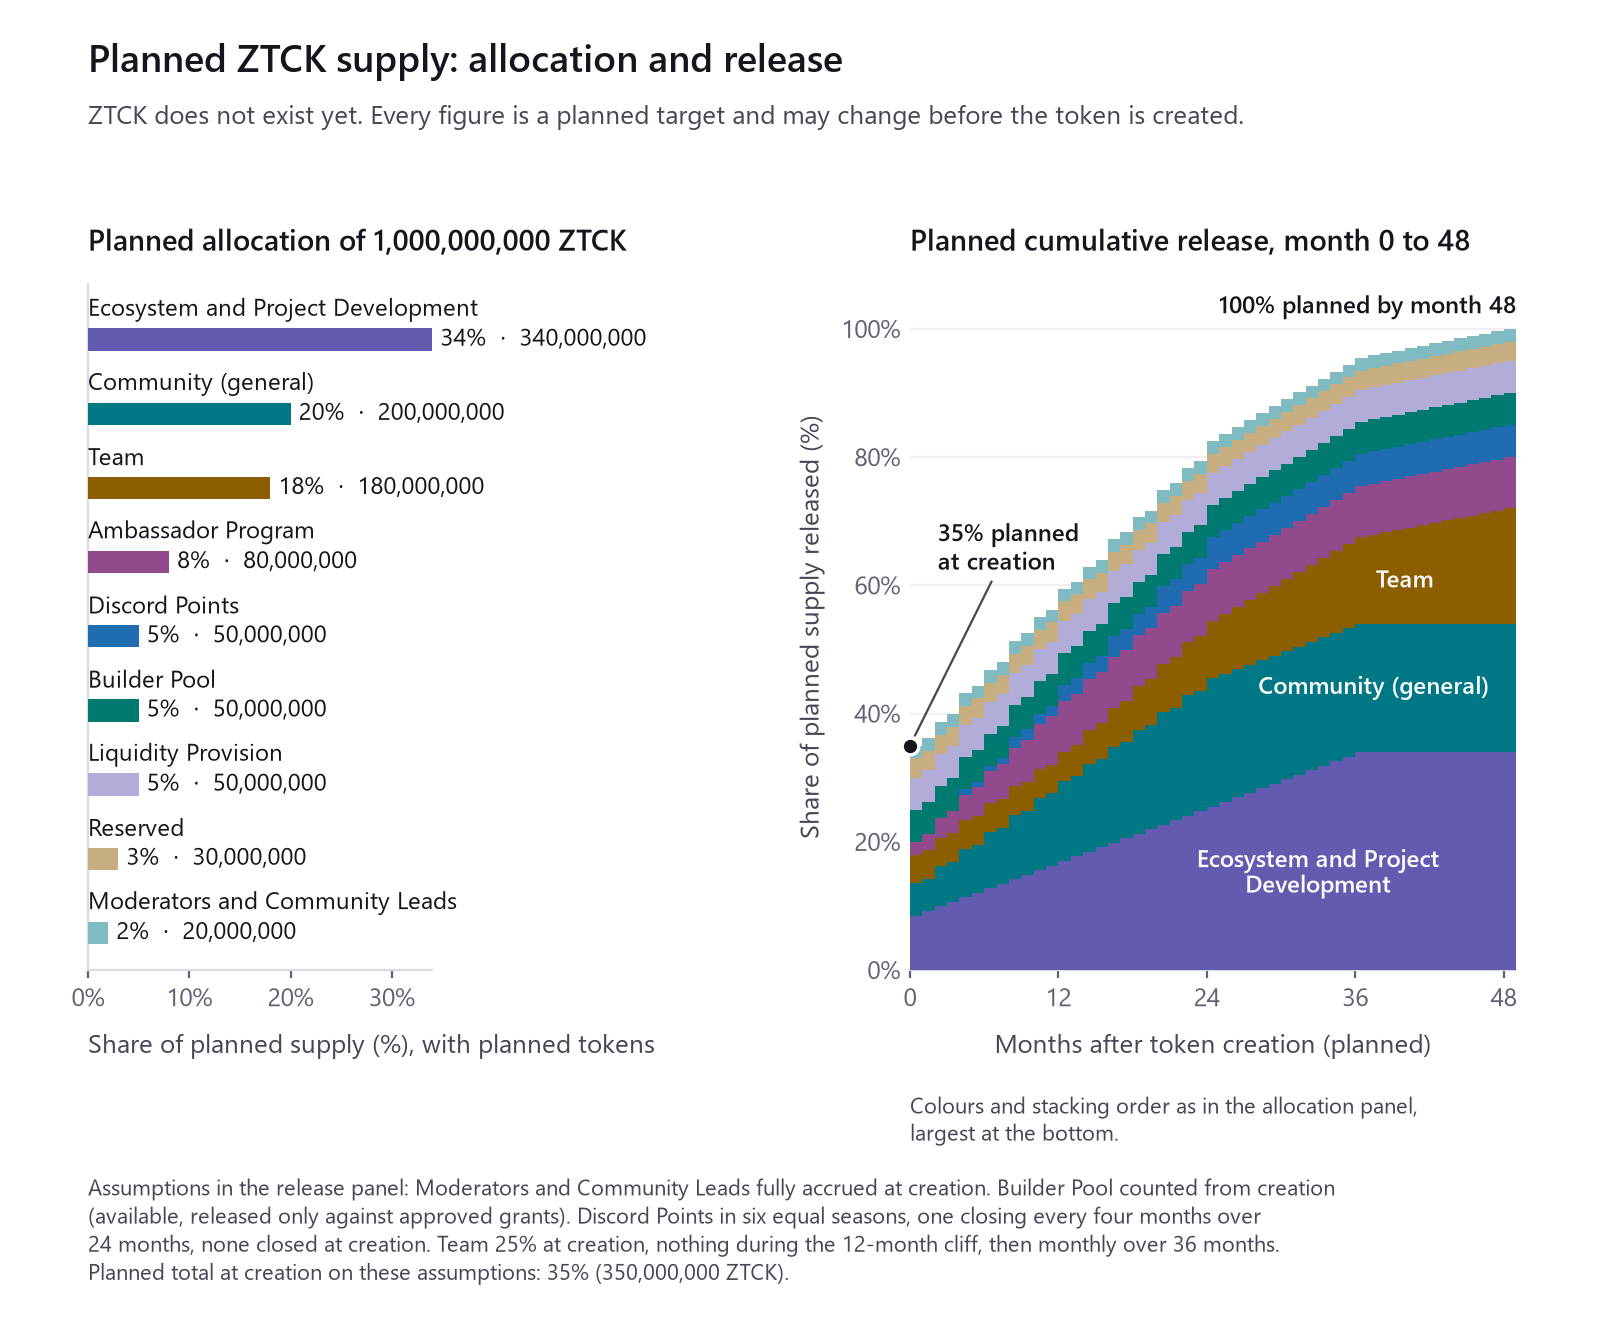 Planned ZTCK supply: allocation and release
ZTCK does not exist yet. Every figure is a planned target and may change before the token is created.
Planned allocation of 1,000,000,000 ZTCK
Ecosystem and Project Development
34% · 340,000,000
Community (general)
20% · 200,000,000
Team
18% · 180,000,000
Ambassador Program
8% · 80,000,000
Discord Points
5% · 50,000,000
Builder Pool
5% · 50,000,000
Liquidity Provision
5% · 50,000,000
Reserved
3% · 30,000,000
Moderators and Community Leads
2% · 20,000,000
0% 10% 20% 30%
Share of planned supply (%), with planned tokens
Planned cumulative release, month 0 to 48
100% planned by month 48
Share of planned supply released (%)
100%
80%
60%
40%
20%
0%
35% planned
at creation
Team
Community (general)
Ecosystem and Project
Development
0 12 24 36 48
Months after token creation (planned)
Colours and stacking order as in the allocation panel,
largest at the bottom.
Assumptions in the release panel: Moderators and Community Leads fully accrued at creation. Builder Pool counted from creation
(available, released only against approved grants). Discord Points in six equal seasons, one closing every four months over
24 months, none closed at creation. Team 25% at creation, nothing during the 12-month cliff, then monthly over 36 months.
Planned total at creation on these assumptions: 35% (350,000,000 ZTCK).